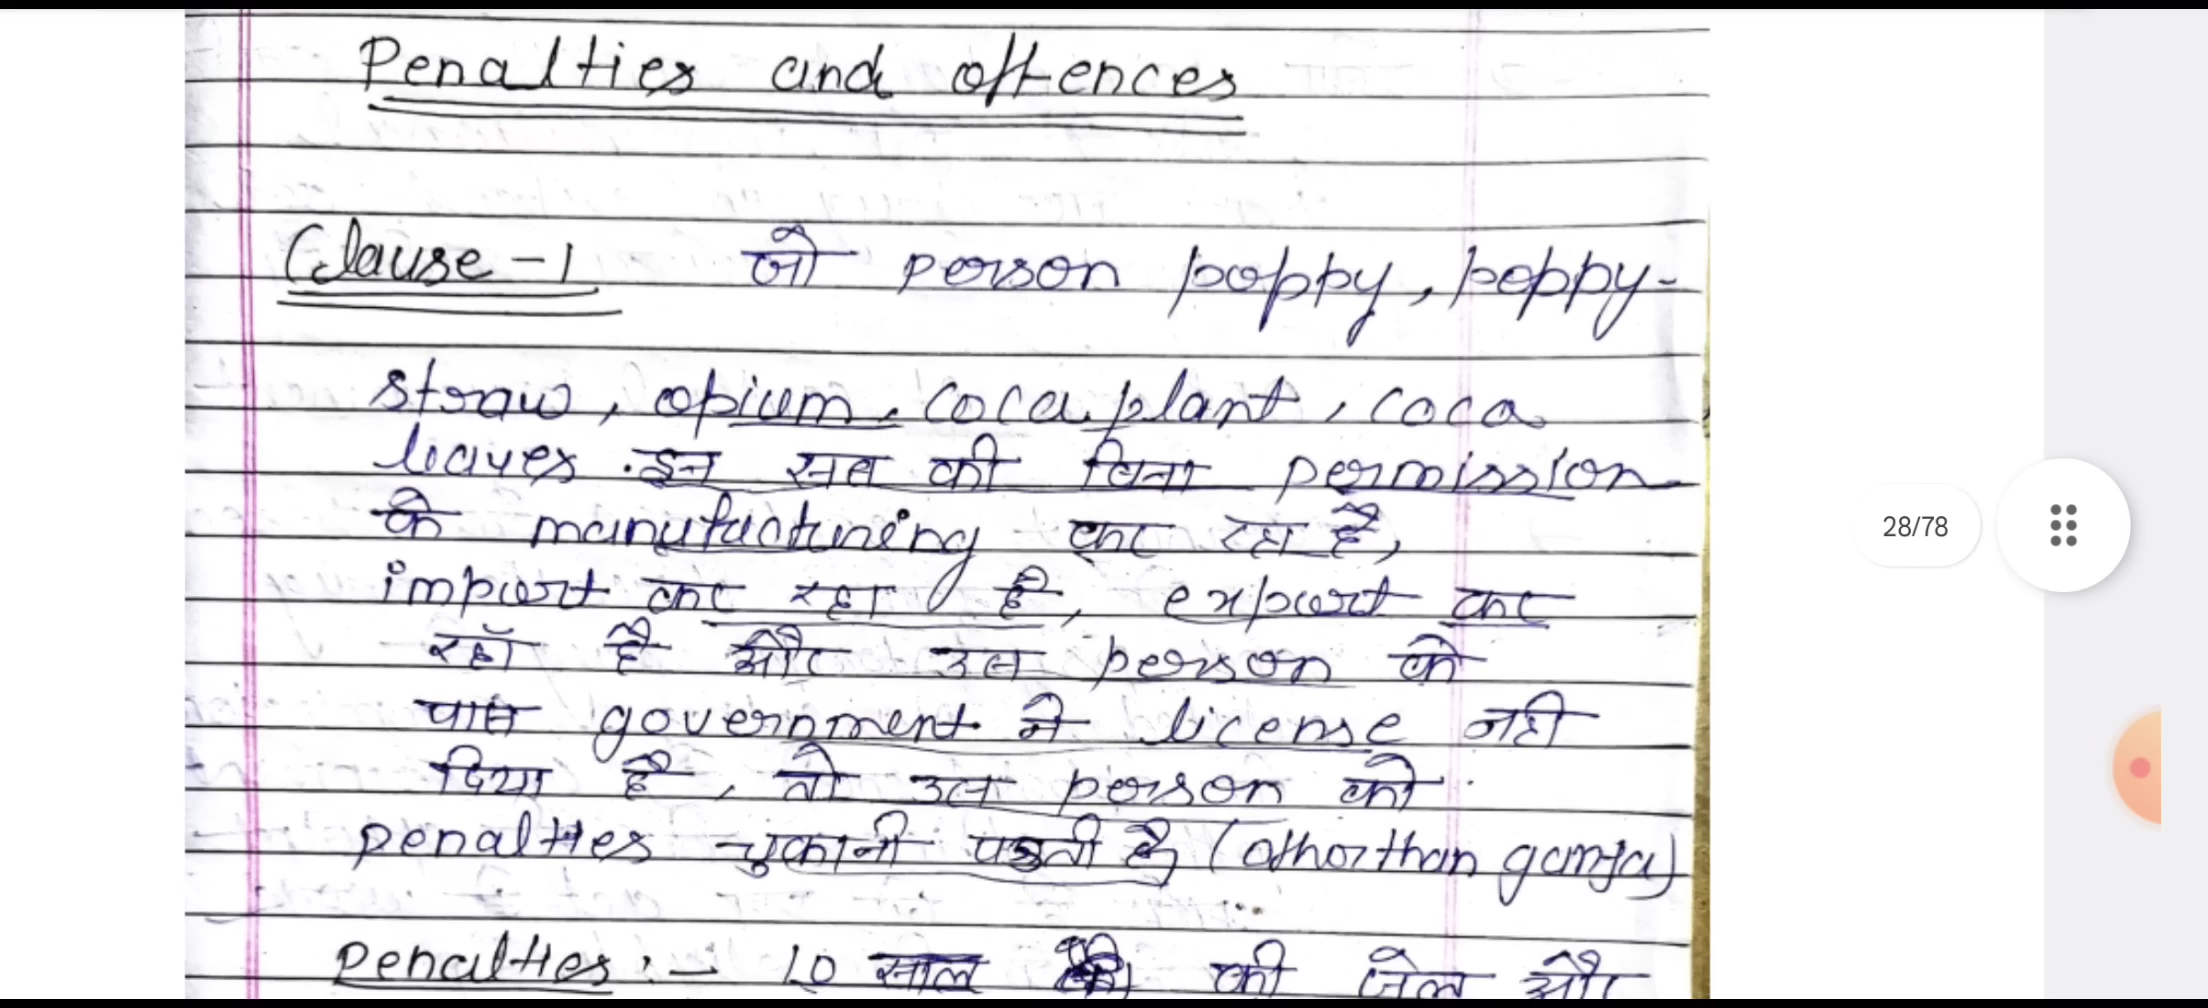 Penalties and offences
Clause-1 जो person poppy, poppy-
straw, opium, coca plant, coca
leaves. इन सब को बिना permission
के manufacturing कर रहा है,
import कर रहा है, export कर
रहाँ है और उस person को
पास government ने license नही
दिया है, तो उस person को
penalties चुकानी पडती है (other than ganja)
penalties :- 10 साल की जेल और
28/78